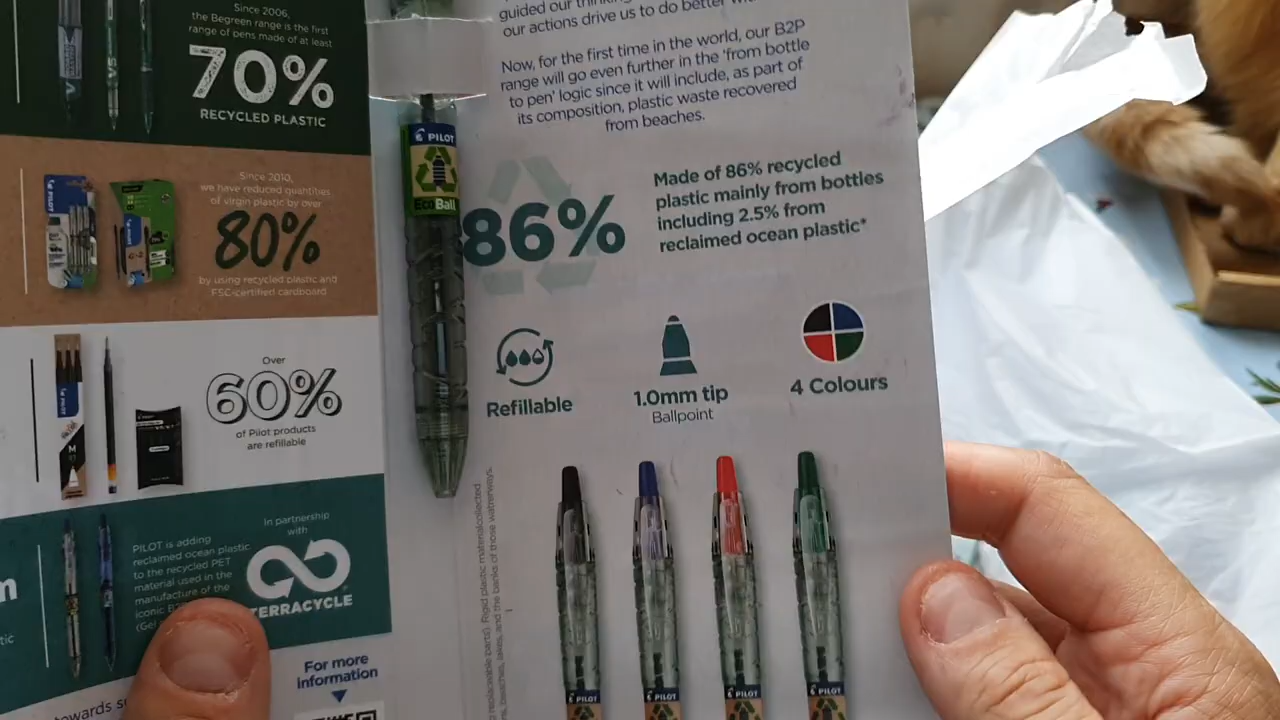 Since 2006,
the Begreen range is the first
range of pens made of at least
70%
RECYCLED PLASTIC
Since 2010,
we have reduced quantities
of virgin plastic by over
80%
by using recycled plastic and
FSC-certified cardboard
Over
60%
of Pilot products
are refillable
PILOT is adding
reclaimed ocean plastic
to the recycled PET
material used in the
manufacture of the
iconic
(Gel
In partnership
with
TERRACYCLE
For more
information
towards
PILOT
EcoBall
guided our
our actions drive us to do better
Now, for the first time in the world, our B2P
range will go even further in the 'from bottle
to pen' logic since it will include, as part of
its composition, plastic waste recovered
from beaches.
86%
Made of 86% recycled
plastic mainly from bottles
including 2.5% from
reclaimed ocean plastic*
Refillable
1.0mm tip
Ballpoint
4 Colours
PILOT
PILOT
PILOT
PILOT